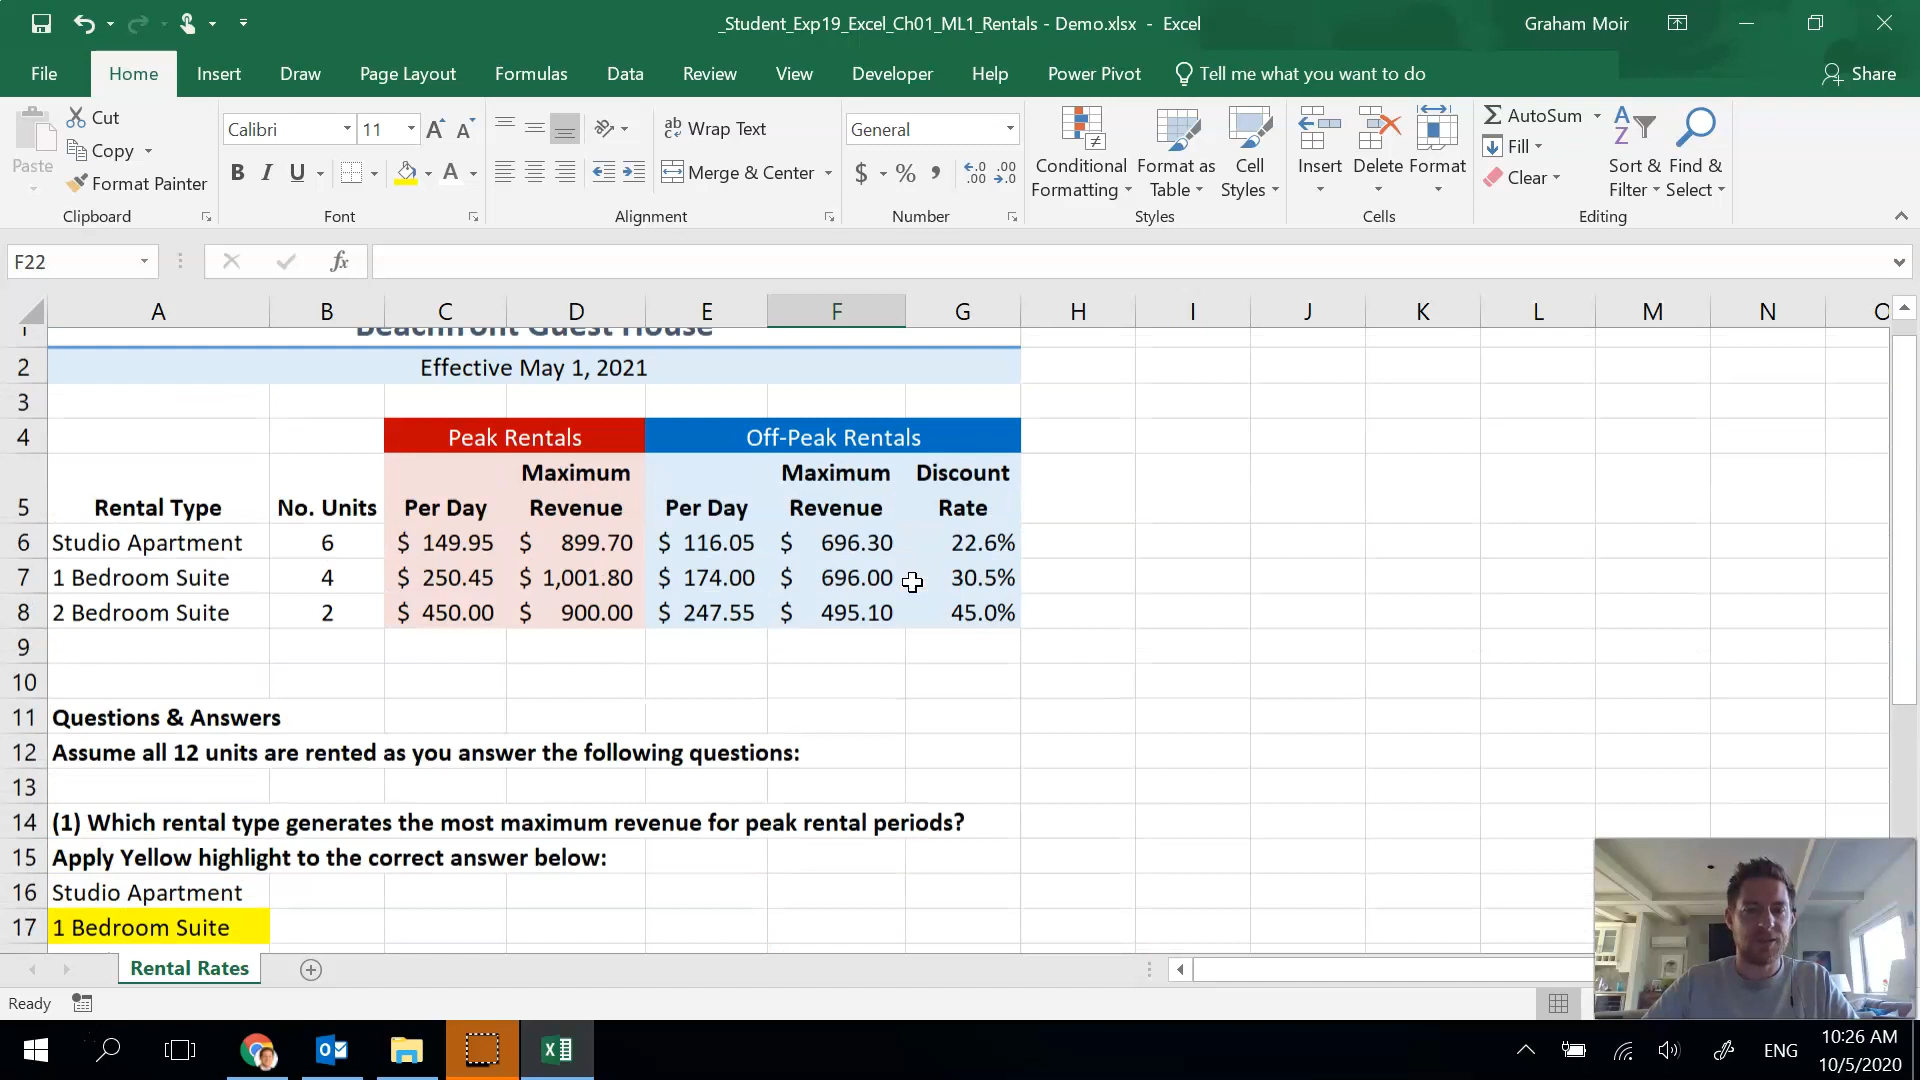 _Student_Exp19_Excel_Ch01_ML1_Rentals - Demo.xlsx - Excel
Graham Moir
File Home Insert Draw Page Layout Formulas Data Review View Developer Help Power Pivot Tell me what you want to do Share
Paste
Cut
Copy
Format Painter
Clipboard
Calibri 11
B I U
Font
Wrap Text
Merge & Center
Alignment
General
$ % ,
Number
Conditional Formatting
Format as Table
Cell Styles
Styles
Insert Delete Format
Cells
AutoSum
Fill
Clear
Sort & Filter
Find & Select
Editing
F22
fx
A B C D E F G H I J K L M N O
1 Beachfront Guest House
2 Effective May 1, 2021
3
4 Peak Rentals Off-Peak Rentals
5 Rental Type No. Units Per Day Maximum Revenue Per Day Maximum Revenue Discount Rate
6 Studio Apartment 6 $ 149.95 $ 899.70 $ 116.05 $ 696.30 22.6%
7 1 Bedroom Suite 4 $ 250.45 $ 1,001.80 $ 174.00 $ 696.00 30.5%
8 2 Bedroom Suite 2 $ 450.00 $ 900.00 $ 247.55 $ 495.10 45.0%
9
10
11 Questions & Answers
12 Assume all 12 units are rented as you answer the following questions:
13
14 (1) Which rental type generates the most maximum revenue for peak rental periods?
15 Apply Yellow highlight to the correct answer below:
16 Studio Apartment
17 1 Bedroom Suite
Rental Rates
Ready
ENG
10:26 AM
10/5/2020